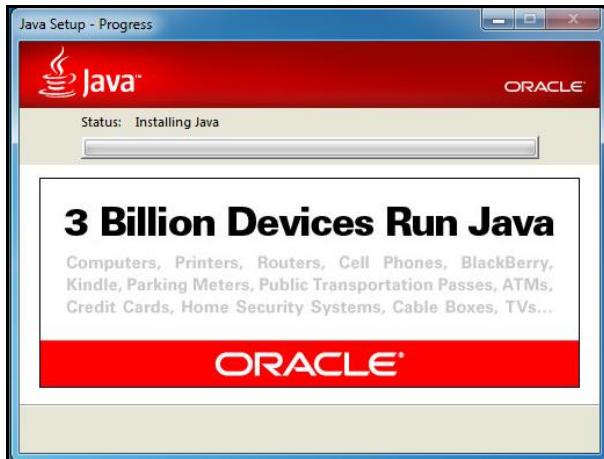 Java Setup - Progress
Java™
ORACLE®
Status: Installing Java
3 Billion Devices Run Java
Computers, Printers, Routers, Cell Phones, BlackBerry,
Kindle, Parking Meters, Public Transportation Passes, ATMs,
Credit Cards, Home Security Systems, Cable Boxes, TVs...
ORACLE®